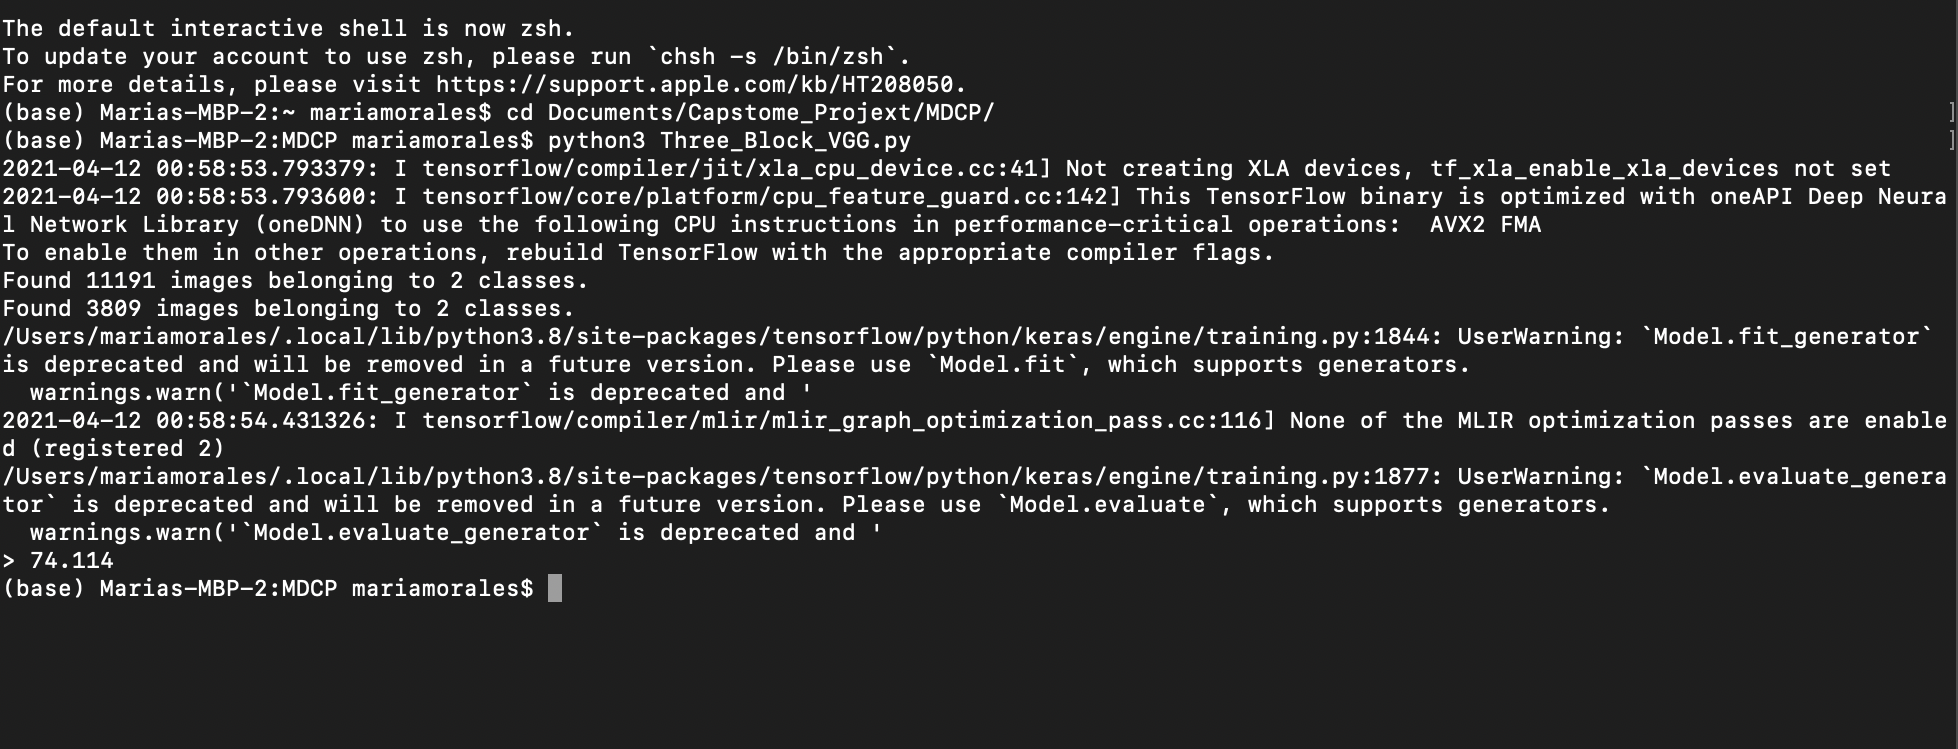 The default interactive shell is now zsh.
To update your account to use zsh, please run `chsh -s /bin/zsh`.
For more details, please visit https://support.apple.com/kb/HT208050.
(base) Marias-MBP-2:~ mariamorales$ cd Documents/Capstome_Projext/MDCP/ ]
(base) Marias-MBP-2:MDCP mariamorales$ python3 Three_Block_VGG.py ]
2021-04-12 00:58:53.793379: I tensorflow/compiler/jit/xla_cpu_device.cc:41] Not creating XLA devices, tf_xla_enable_xla_devices not set
2021-04-12 00:58:53.793600: I tensorflow/core/platform/cpu_feature_guard.cc:142] This TensorFlow binary is optimized with oneAPI Deep Neura
l Network Library (oneDNN) to use the following CPU instructions in performance-critical operations:  AVX2 FMA
To enable them in other operations, rebuild TensorFlow with the appropriate compiler flags.
Found 11191 images belonging to 2 classes.
Found 3809 images belonging to 2 classes.
/Users/mariamorales/.local/lib/python3.8/site-packages/tensorflow/python/keras/engine/training.py:1844: UserWarning: `Model.fit_generator`
is deprecated and will be removed in a future version. Please use `Model.fit`, which supports generators.
  warnings.warn('`Model.fit_generator` is deprecated and '
2021-04-12 00:58:54.431326: I tensorflow/compiler/mlir/mlir_graph_optimization_pass.cc:116] None of the MLIR optimization passes are enable
d (registered 2)
/Users/mariamorales/.local/lib/python3.8/site-packages/tensorflow/python/keras/engine/training.py:1877: UserWarning: `Model.evaluate_genera
tor` is deprecated and will be removed in a future version. Please use `Model.evaluate`, which supports generators.
  warnings.warn('`Model.evaluate_generator` is deprecated and '
> 74.114
(base) Marias-MBP-2:MDCP mariamorales$